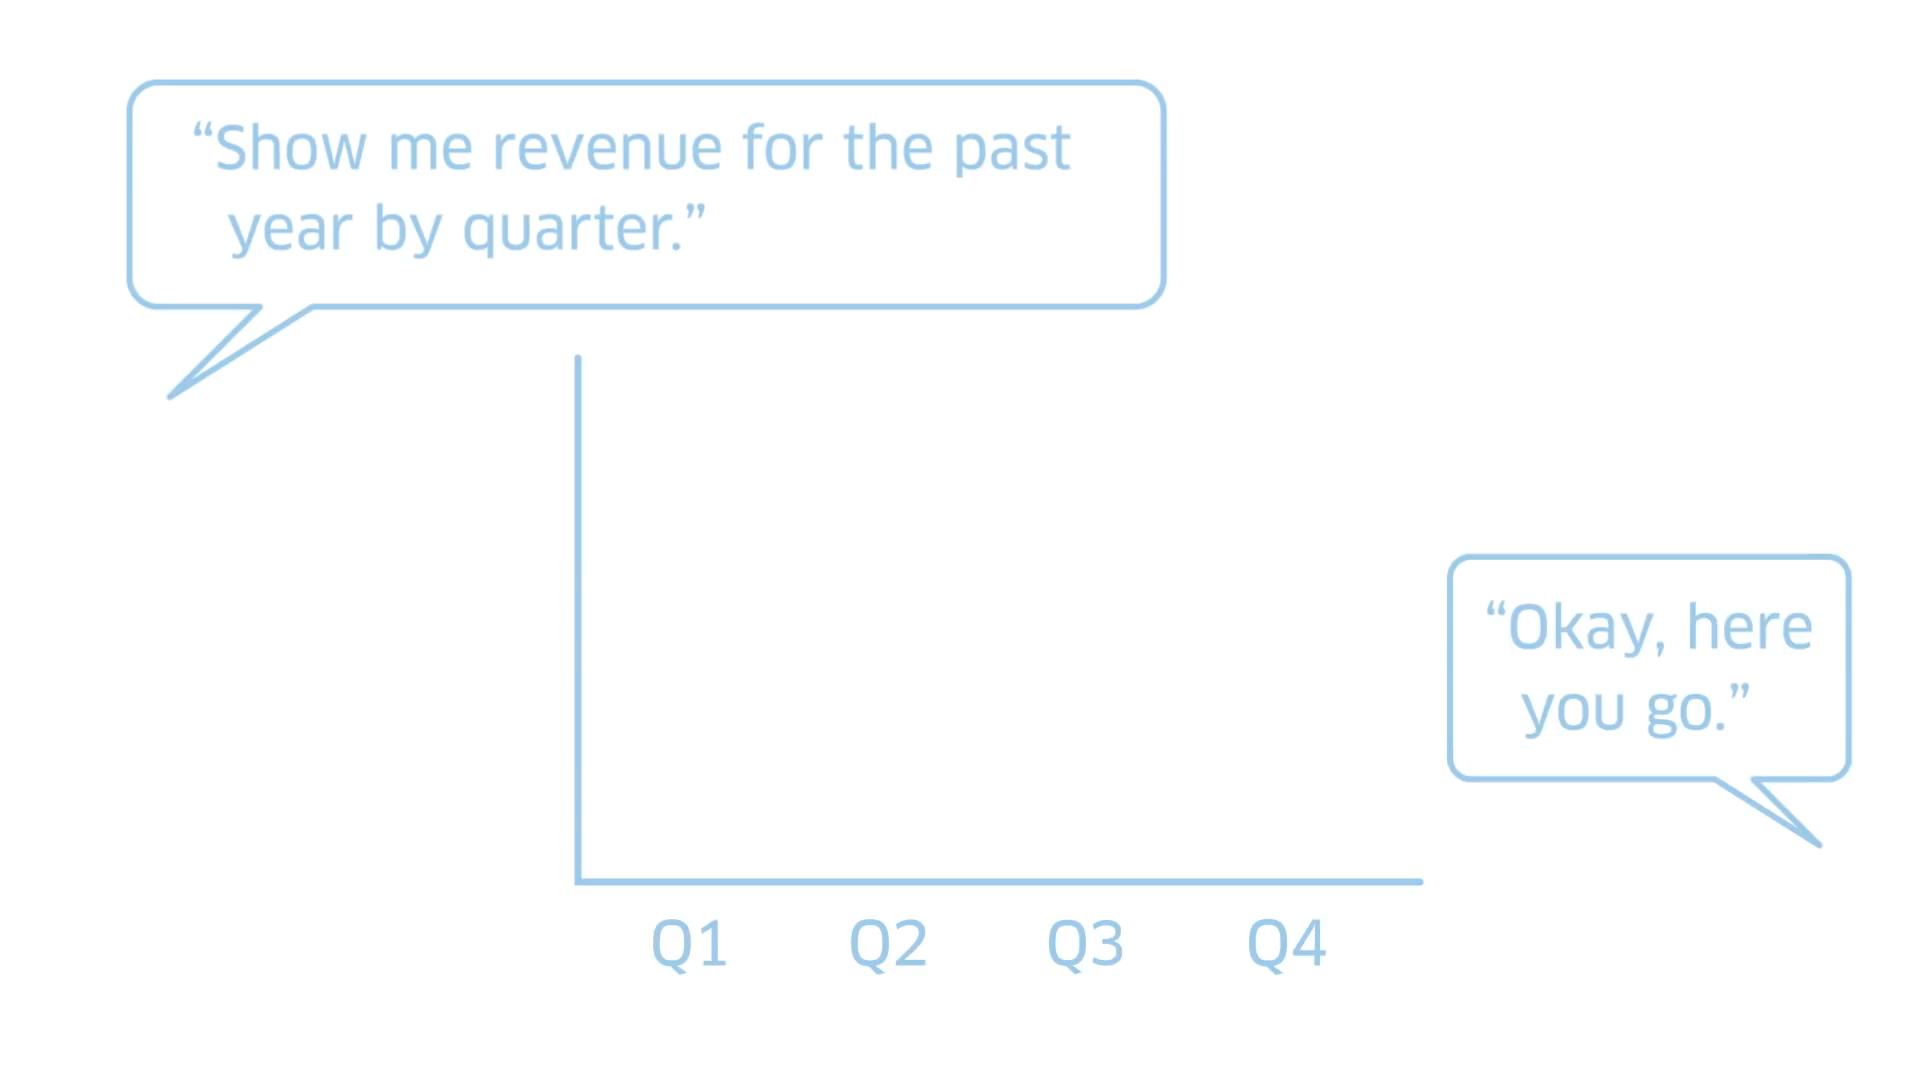 “Show me revenue for the past
year by quarter.”
“Okay, here
you go.”
Q1 Q2 Q3 Q4